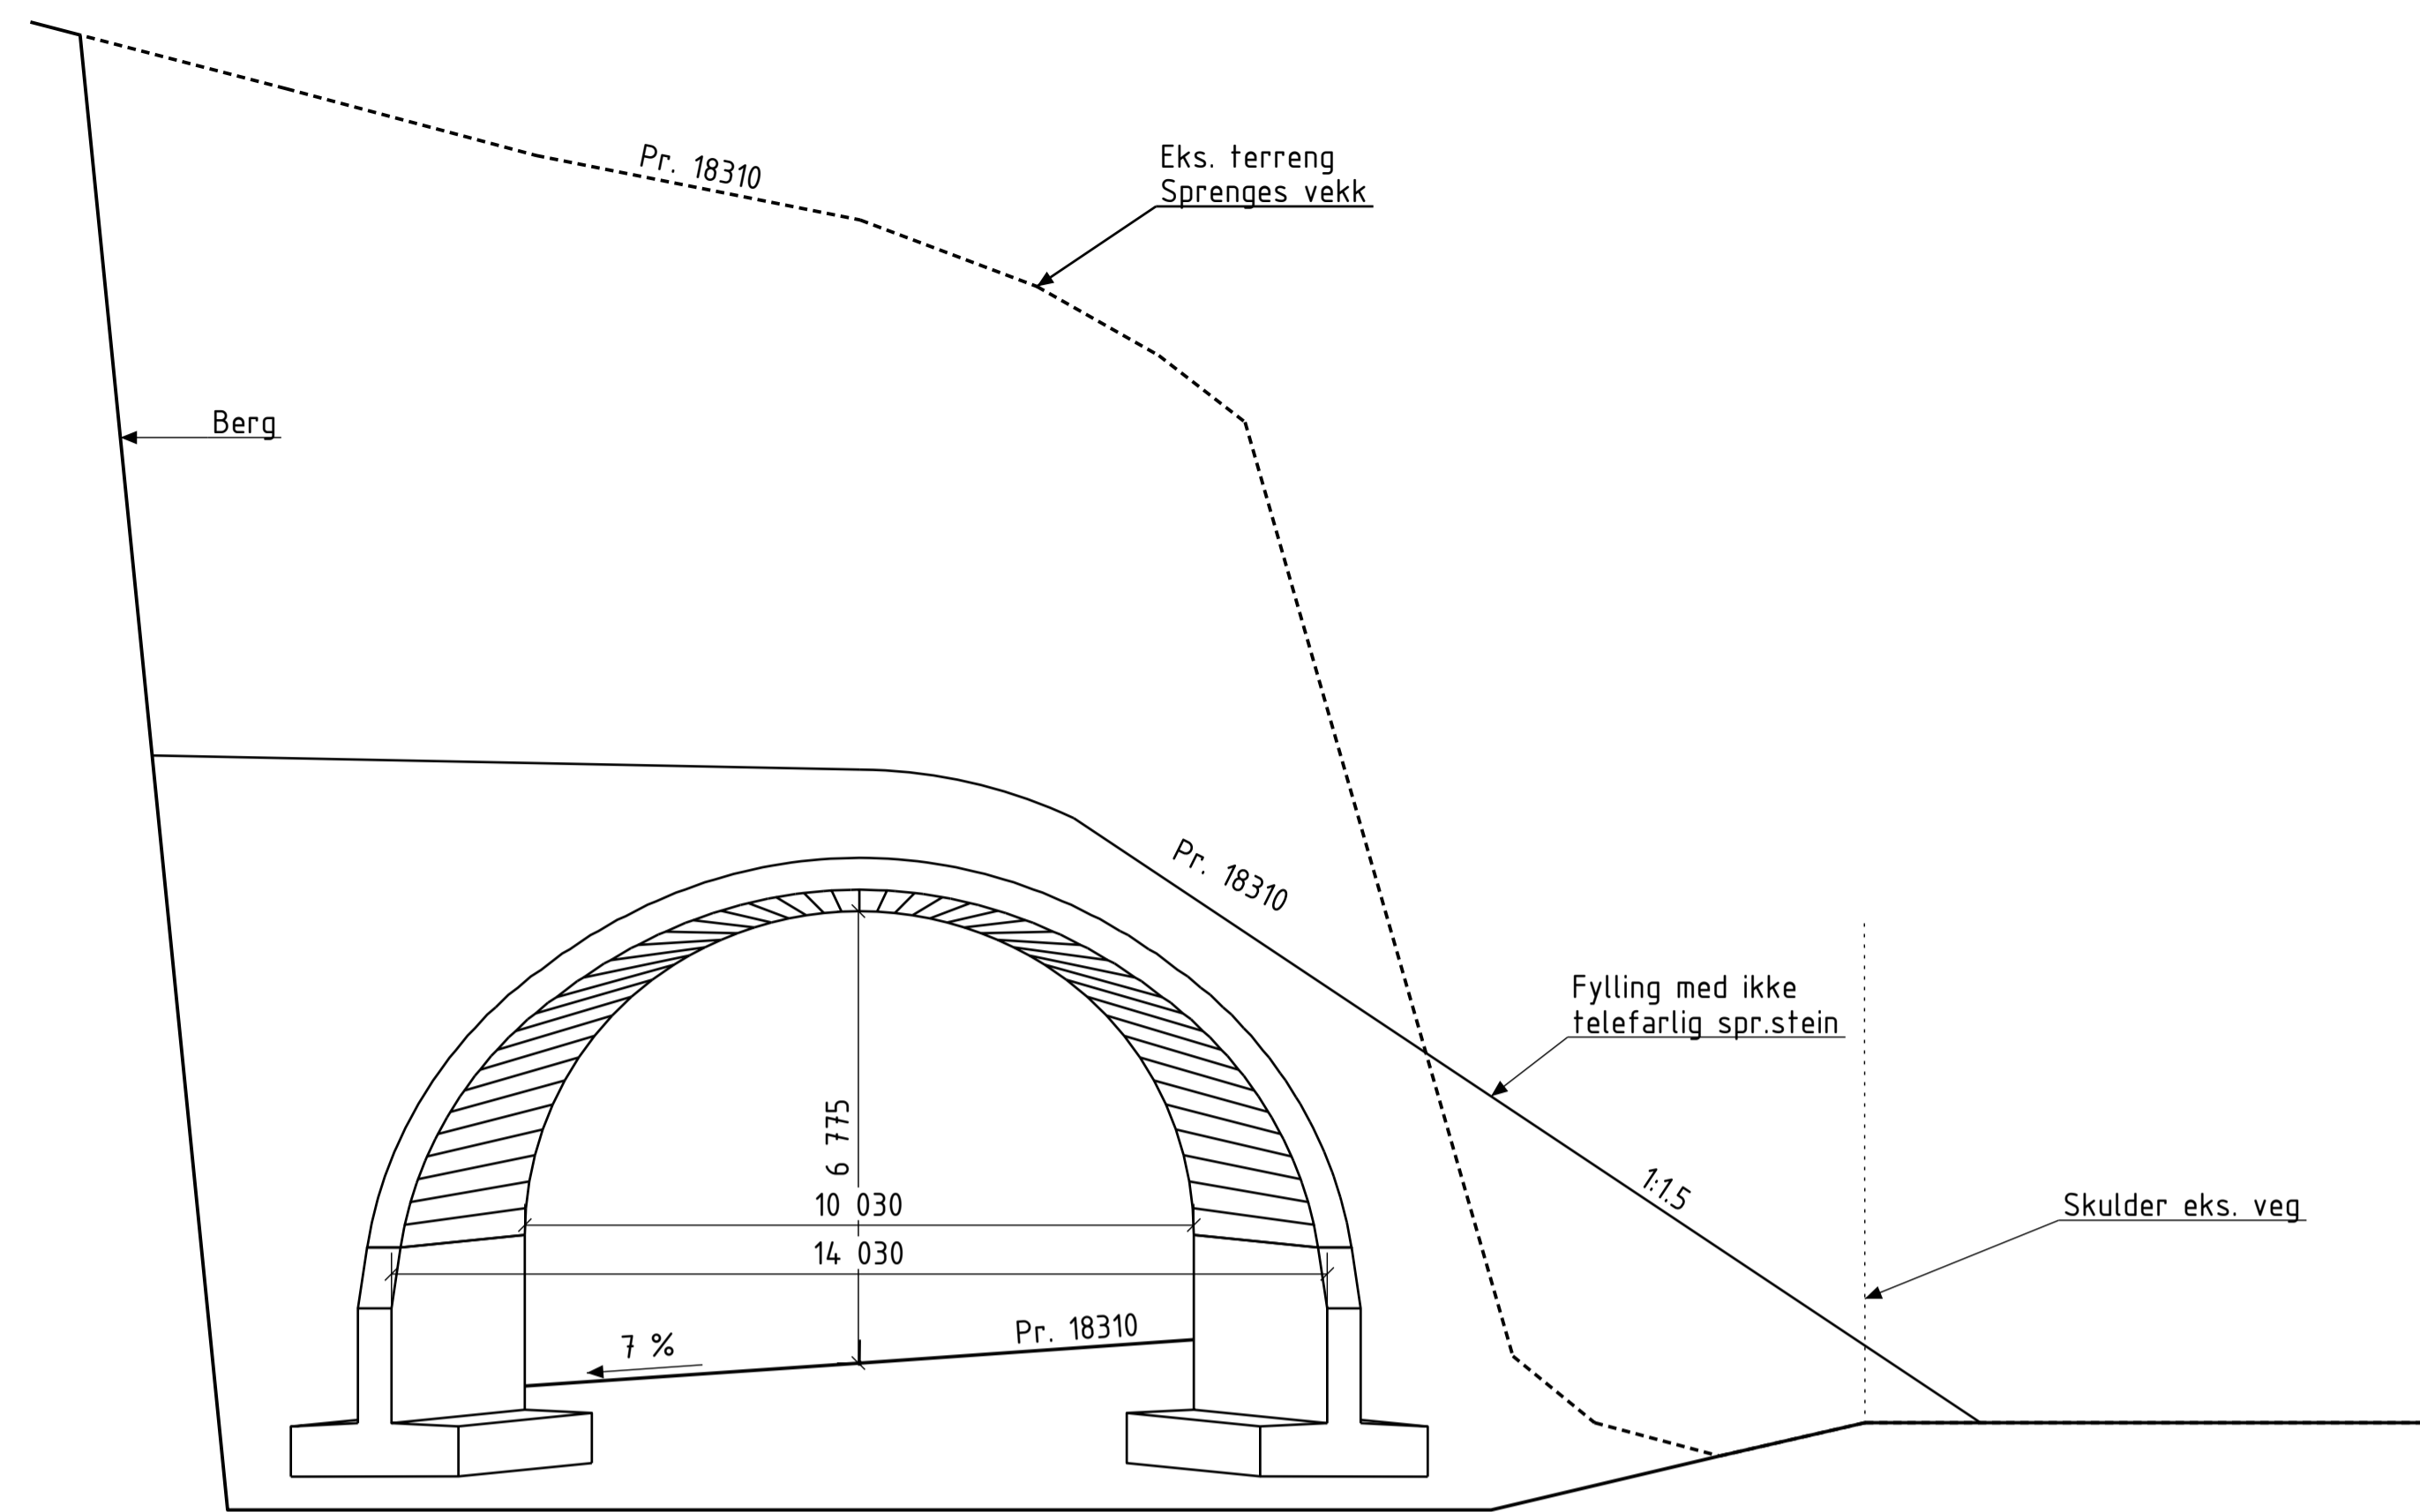 Pr. 18310
Eks. terreng
Sprenges vekk
Berg
Pr. 18310
Fylling med ikke
telefarlig spr.stein
6 775
1:1.5
10 030
Skulder eks. veg
14 030
Pr. 18310
7 %